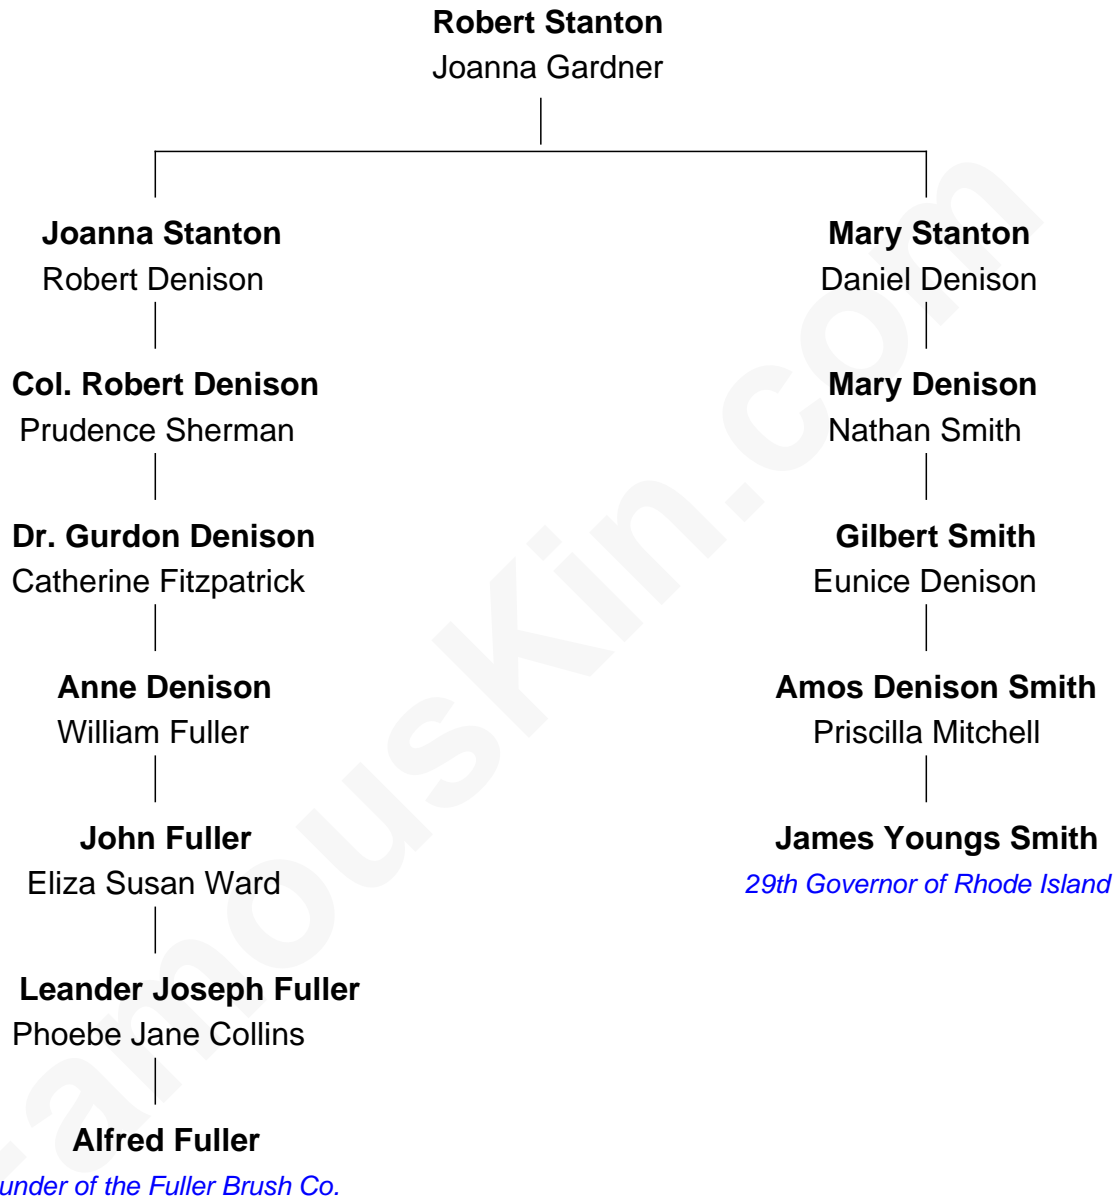 Robert Stanton
Joanna Gardner
Joanna Stanton
Robert Denison
Mary Stanton
Daniel Denison
Col. Robert Denison
Prudence Sherman
Mary Denison
Nathan Smith
Dr. Gurdon Denison
Catherine Fitzpatrick
Gilbert Smith
Eunice Denison
Anne Denison
William Fuller
Amos Denison Smith
Priscilla Mitchell
John Fuller
Eliza Susan Ward
James Youngs Smith
29th Governor of Rhode Island
Leander Joseph Fuller
Phoebe Jane Collins
Alfred Fuller
under of the Fuller Brush Co.
FamousKin.com